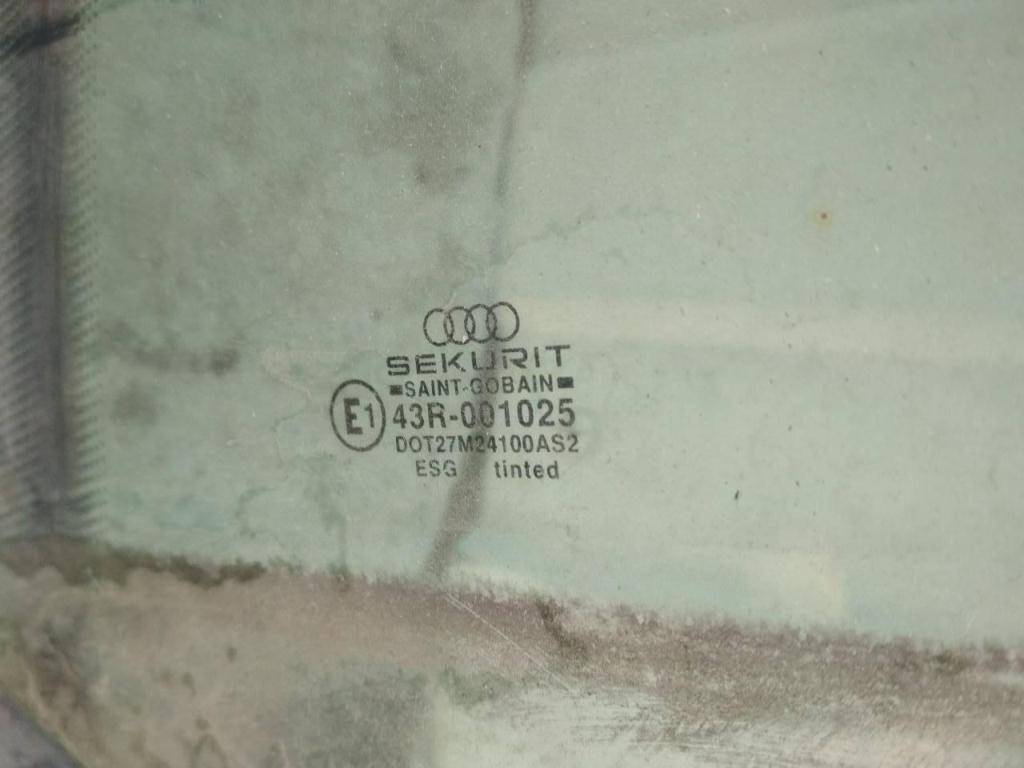 SEKURIT
SAINT-GOBAIN
E1 43R-001025
DOT27M24100AS2
ESG tinted